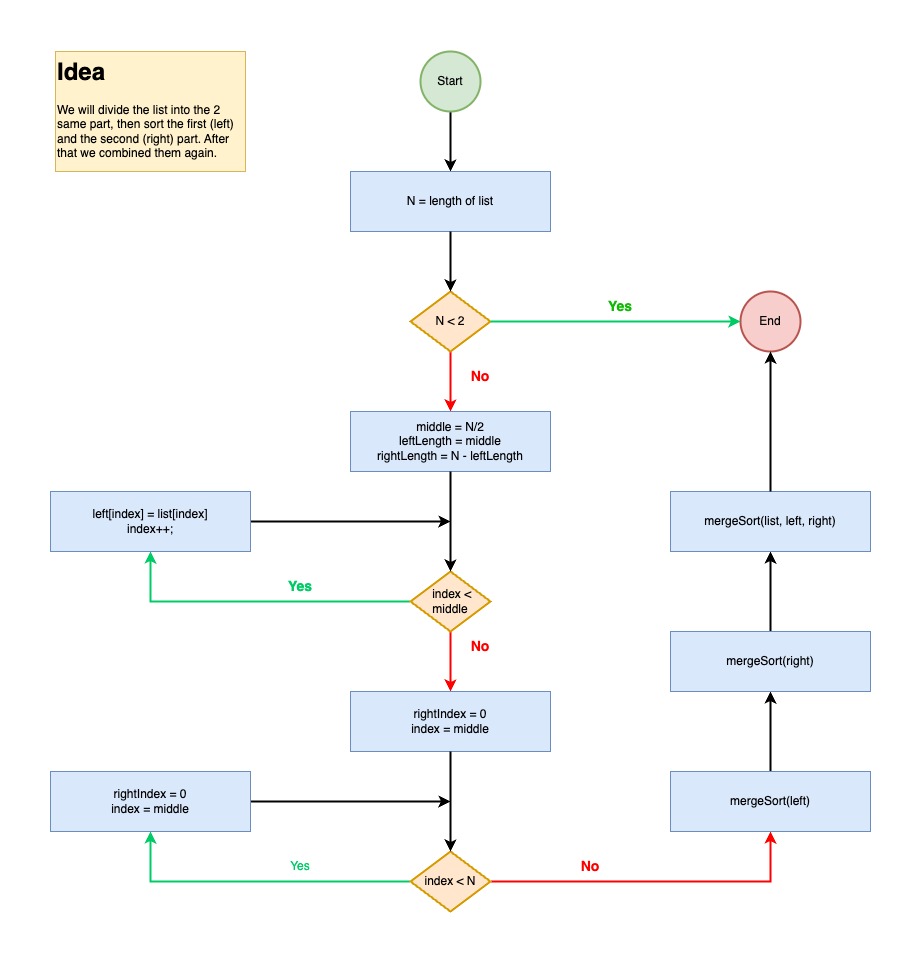 Idea
We will divide the list into the 2
same part, then sort the first (left)
and the second (right) part. After
that we combined them again.
Start
N = length of list
N < 2
Yes
End
No
middle = N/2
leftLength = middle
rightLength = N - leftLength
left[index] = list[index]
index++;
mergeSort(list, left, right)
Yes
index <
middle
No
mergeSort(right)
rightIndex = 0
index = middle
rightIndex = 0
index = middle
mergeSort(left)
Yes
index < N
No